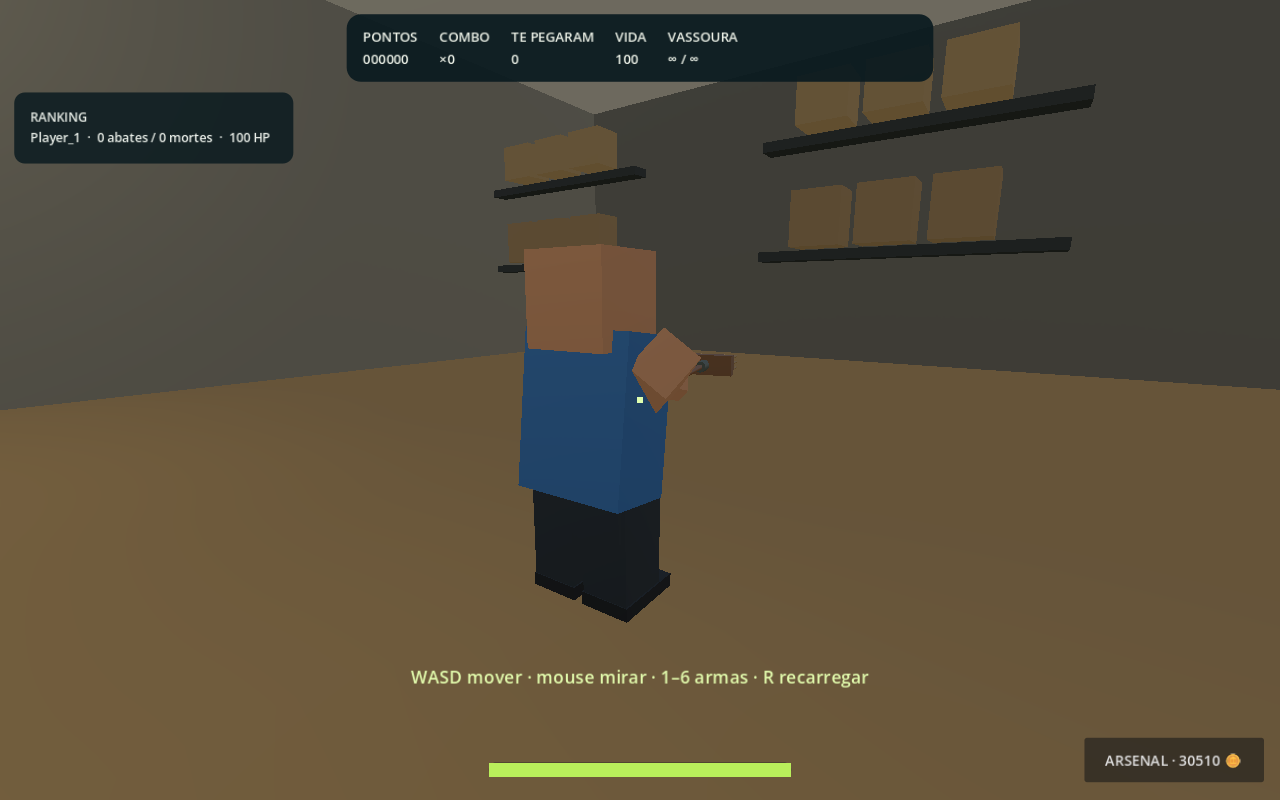 PONTOS COMBO TE PEGARAM VIDA VASSOURA
000000 ×0 0 100 ∞ / ∞
RANKING
Player_1 · 0 abates / 0 mortes · 100 HP
WASD mover · mouse mirar · 1–6 armas · R recarregar
ARSENAL · 30510